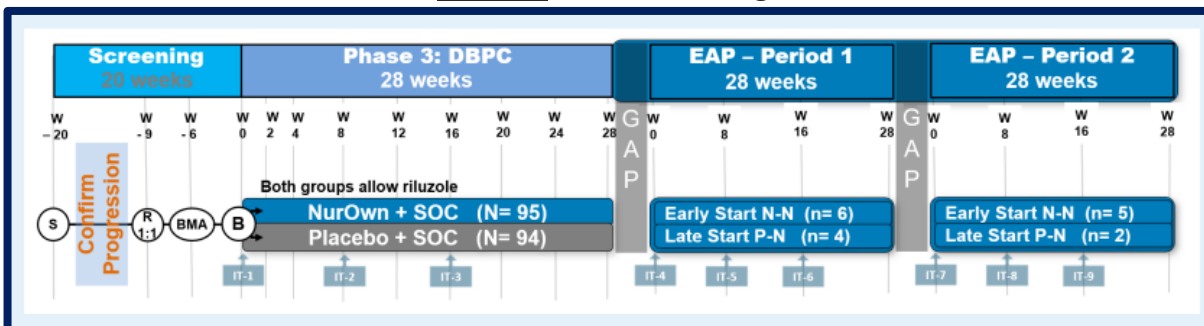 Screening
20 weeks
Phase 3: DBPC
28 weeks
EAP – Period 1
28 weeks
EAP – Period 2
28 weeks
W W W W W W W W W W W W W W W W W W W
– 20 - 9 - 6 0 2 4 8 12 16 20 24 28 0 8 16 28 0 8 16 28
GAP
GAP
Confirm
Progression
S
R
1:1
BMA
B
Both groups allow riluzole
NurOwn + SOC (N= 95)
Placebo + SOC (N= 94)
Early Start N-N (n= 6)
Late Start P-N (n= 4)
Early Start N-N (n= 5)
Late Start P-N (n= 2)
IT-1 IT-2 IT-3 IT-4 IT-5 IT-6 IT-7 IT-8 IT-9